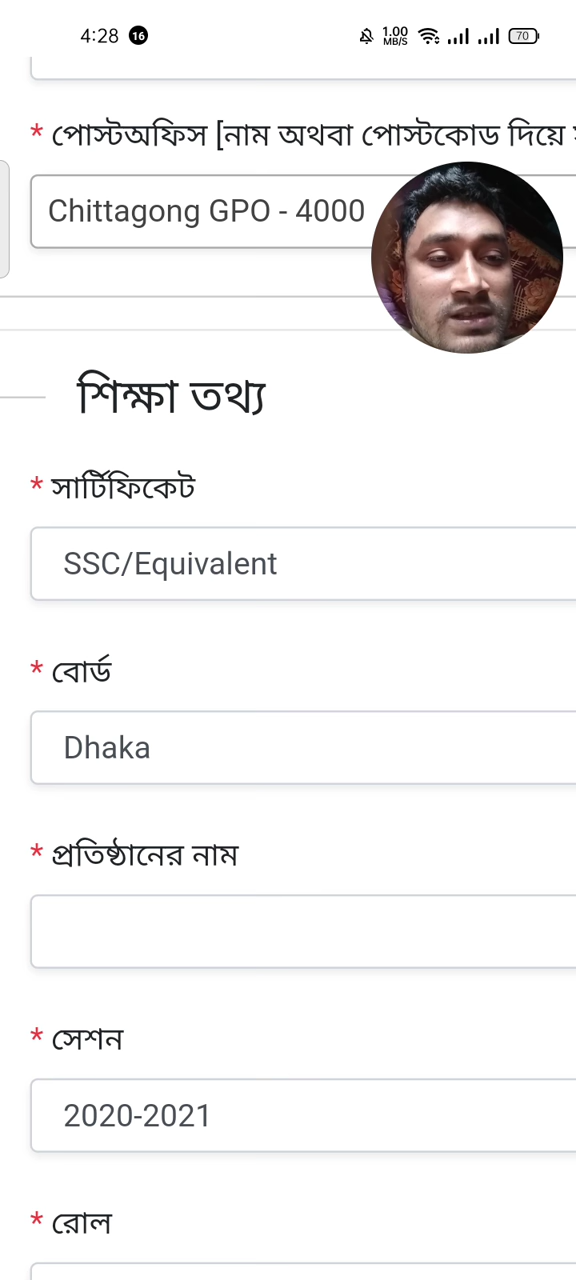 4:28 16 1.00 MB/S 70
* পোস্টঅফিস [নাম অথবা পোস্টকোড দিয়ে
Chittagong GPO - 4000
শিক্ষা তথ্য
* সার্টিফিকেট
SSC/Equivalent
* বোর্ড
Dhaka
* প্রতিষ্ঠানের নাম
* সেশন
2020-2021
* রোল